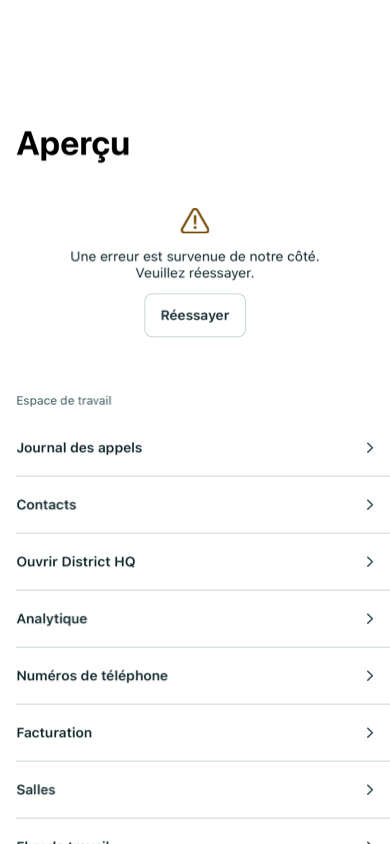 Aperçu
Une erreur est survenue de notre côté.
Veuillez réessayer.
Réessayer
Espace de travail
Journal des appels
Contacts
Ouvrir District HQ
Analytique
Numéros de téléphone
Facturation
Salles